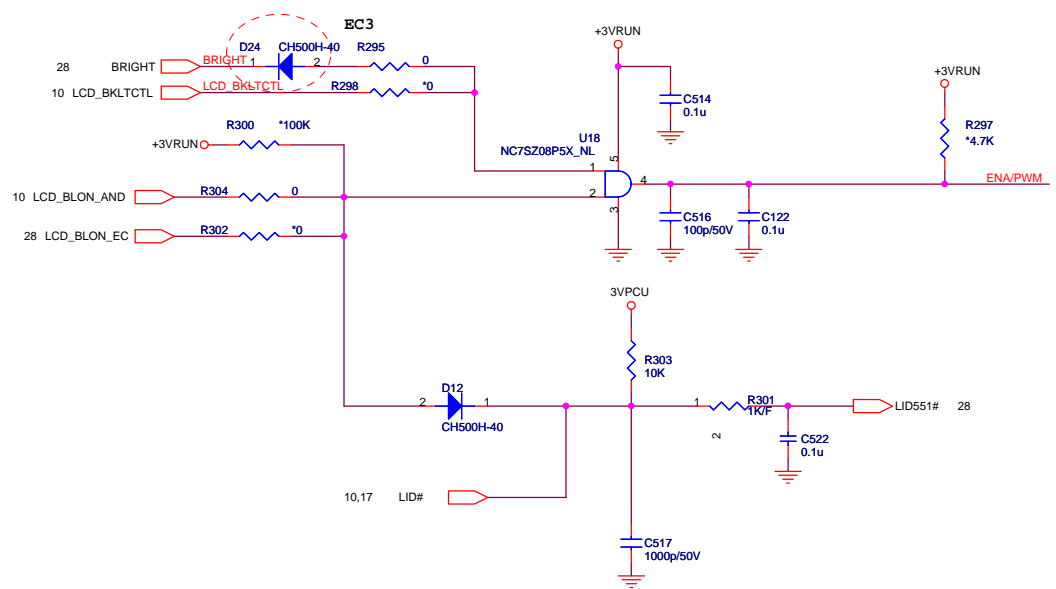 EC3
D24 CH500H-40 R295
28 BRIGHT BRIGHT 1 2 0
10 LCD_BKLTCTL LCD_BKLTCTL R298 *0
+3VRUN
C514
0.1u
+3VRUN
R297
*4.7K
R300 *100K
+3VRUN
U18
NC7SZ08P5X_NL
1 5
2 4
3
ENA/PWM
10 LCD_BLON_AND R304 0
28 LCD_BLON_EC R302 *0
C516
100p/50V
C122
0.1u
3VPCU
R303
10K
D12
2 1
CH500H-40
1 R301
1K/F
2
LID551# 28
C522
0.1u
10,17 LID#
C517
1000p/50V